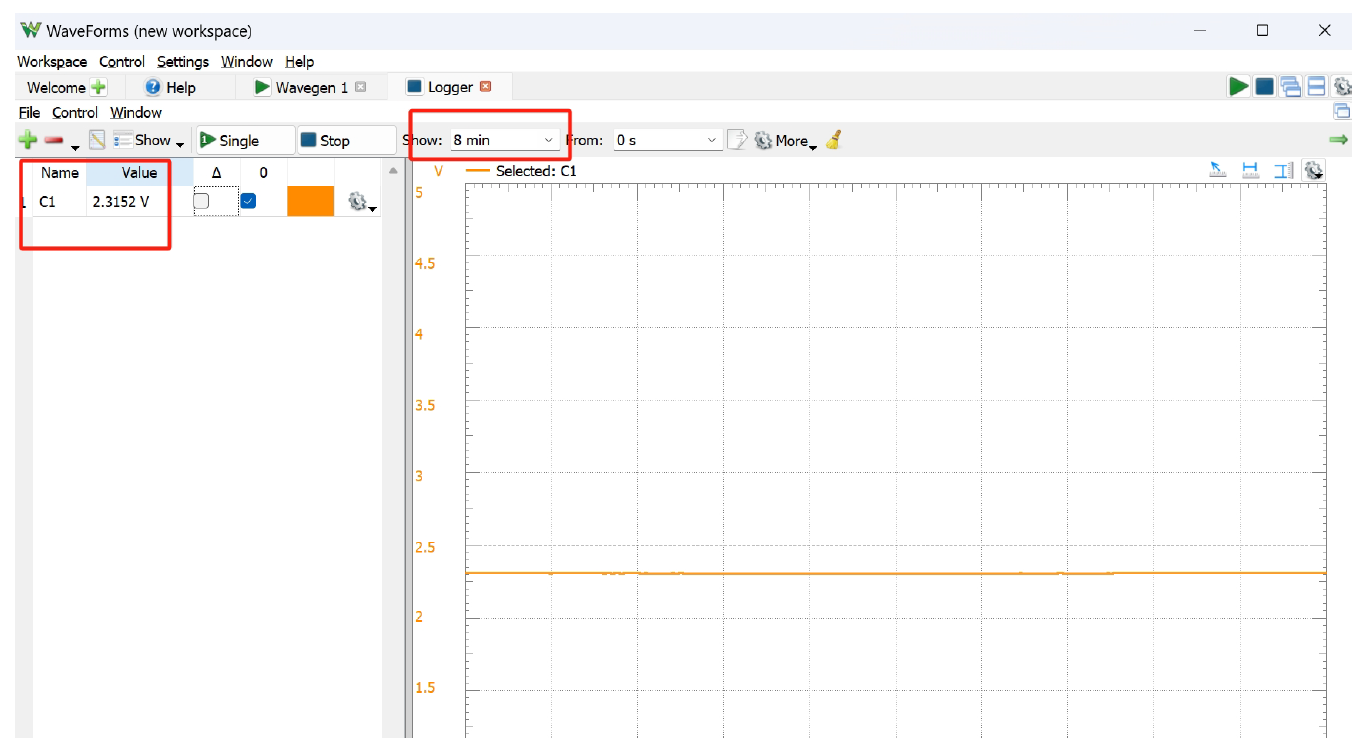 WaveForms (new workspace)
Workspace Control Settings Window Help
Welcome Help Wavegen 1 Logger
File Control Window
Show 1 Single Stop Show: 8 min From: 0 s More
Name Value Δ 0
1 C1 2.3152 V
V Selected: C1
5
4.5
4
3.5
3
2.5
2
1.5